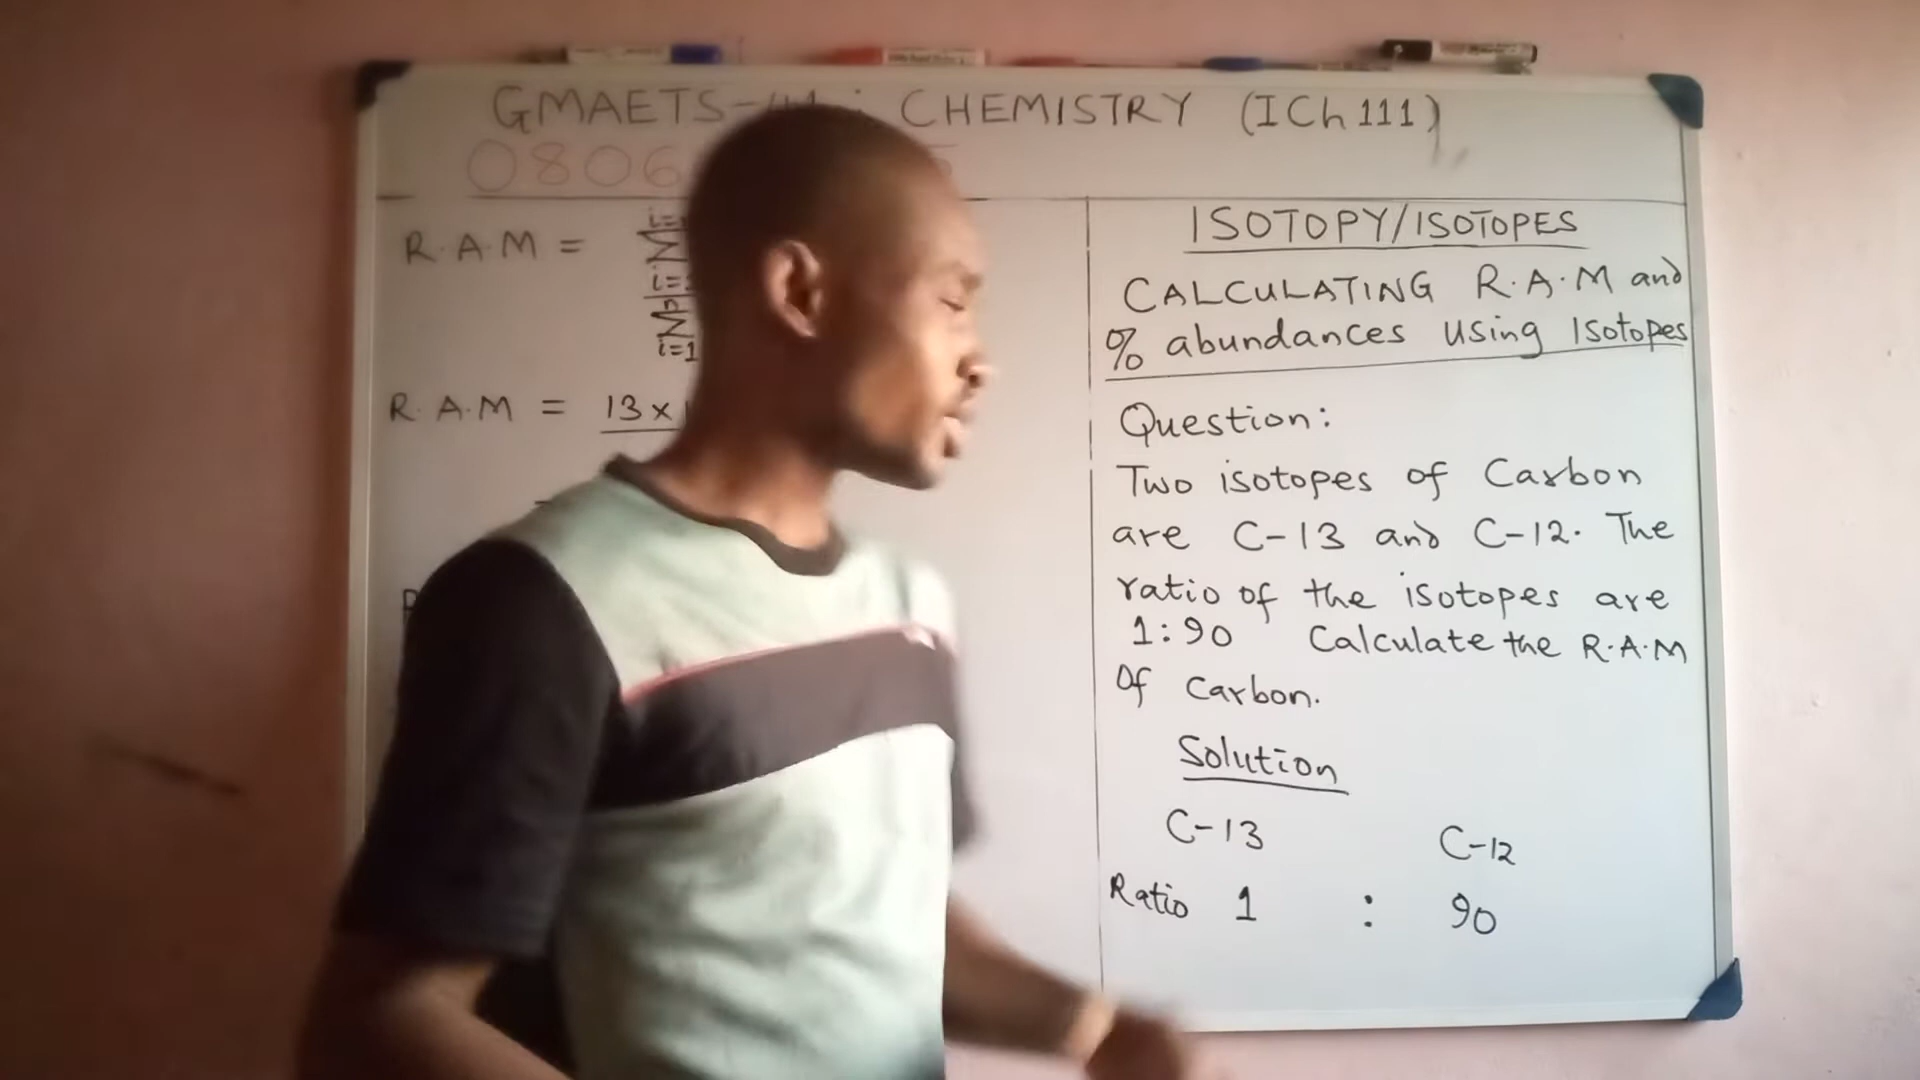 GMAETS- : CHEMISTRY (ICh 111)
0806
R.A.M =
i=1
R.A.M = 13 x
ISOTOPY/ISOTOPES
CALCULATING R.A.M and
% abundances using Isotopes
Question:
Two isotopes of Carbon
are C-13 and C-12. The
ratio of the isotopes are
1:90 Calculate the R.A.M
Of Carbon.
Solution
C-13 C-12
Ratio 1 : 90